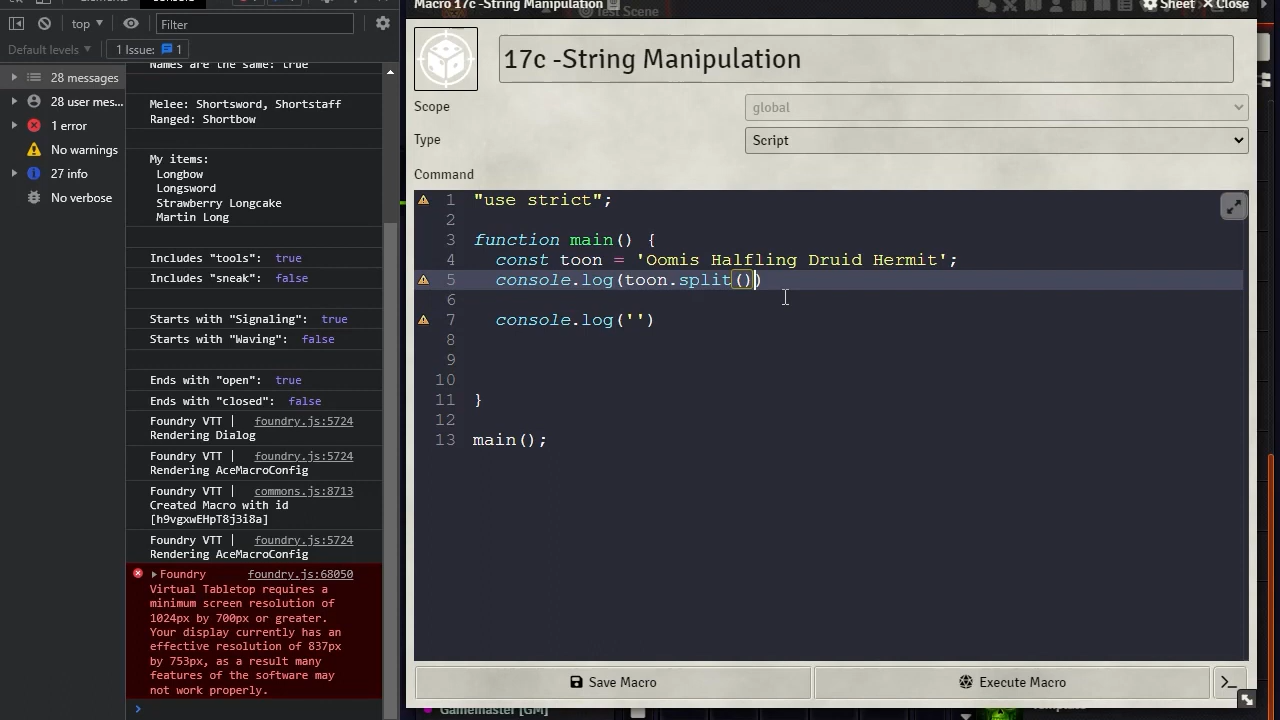 Macro 17c -String Manipulation
Sheet
Close
Test Scene
top
Filter
Default levels
1 Issue:
1
28 messages
28 user mes...
1 error
No warnings
27 info
No verbose
Names are the same: true
Melee: Shortsword, Shortstaff
Ranged: Shortbow
My items:
Longbow
Longsword
Strawberry Longcake
Martin Long
Includes "tools": true
Includes "sneak": false
Starts with "Signaling": true
Starts with "Waving": false
Ends with "open": true
Ends with "closed": false
Foundry VTT | foundry.js:5724
Rendering Dialog
Foundry VTT | foundry.js:5724
Rendering AceMacroConfig
Foundry VTT | commons.js:8713
Created Macro with id
[h9vgxwEHpT8j3i8a]
Foundry VTT | foundry.js:5724
Rendering AceMacroConfig
Foundry foundry.js:68050
Virtual Tabletop requires a
minimum screen resolution of
1024px by 700px or greater.
Your display currently has an
effective resolution of 837px
by 753px, as a result many
features of the software may
not work properly.
17c -String Manipulation
Scope
global
Type
Script
Command
1 "use strict";
2
3 function main() {
4 const toon = 'Oomis Halfling Druid Hermit';
5 console.log(toon.split())
6
7 console.log('')
8
9
10
11 }
12
13 main();
Save Macro
Execute Macro
Gamemaster [GM]